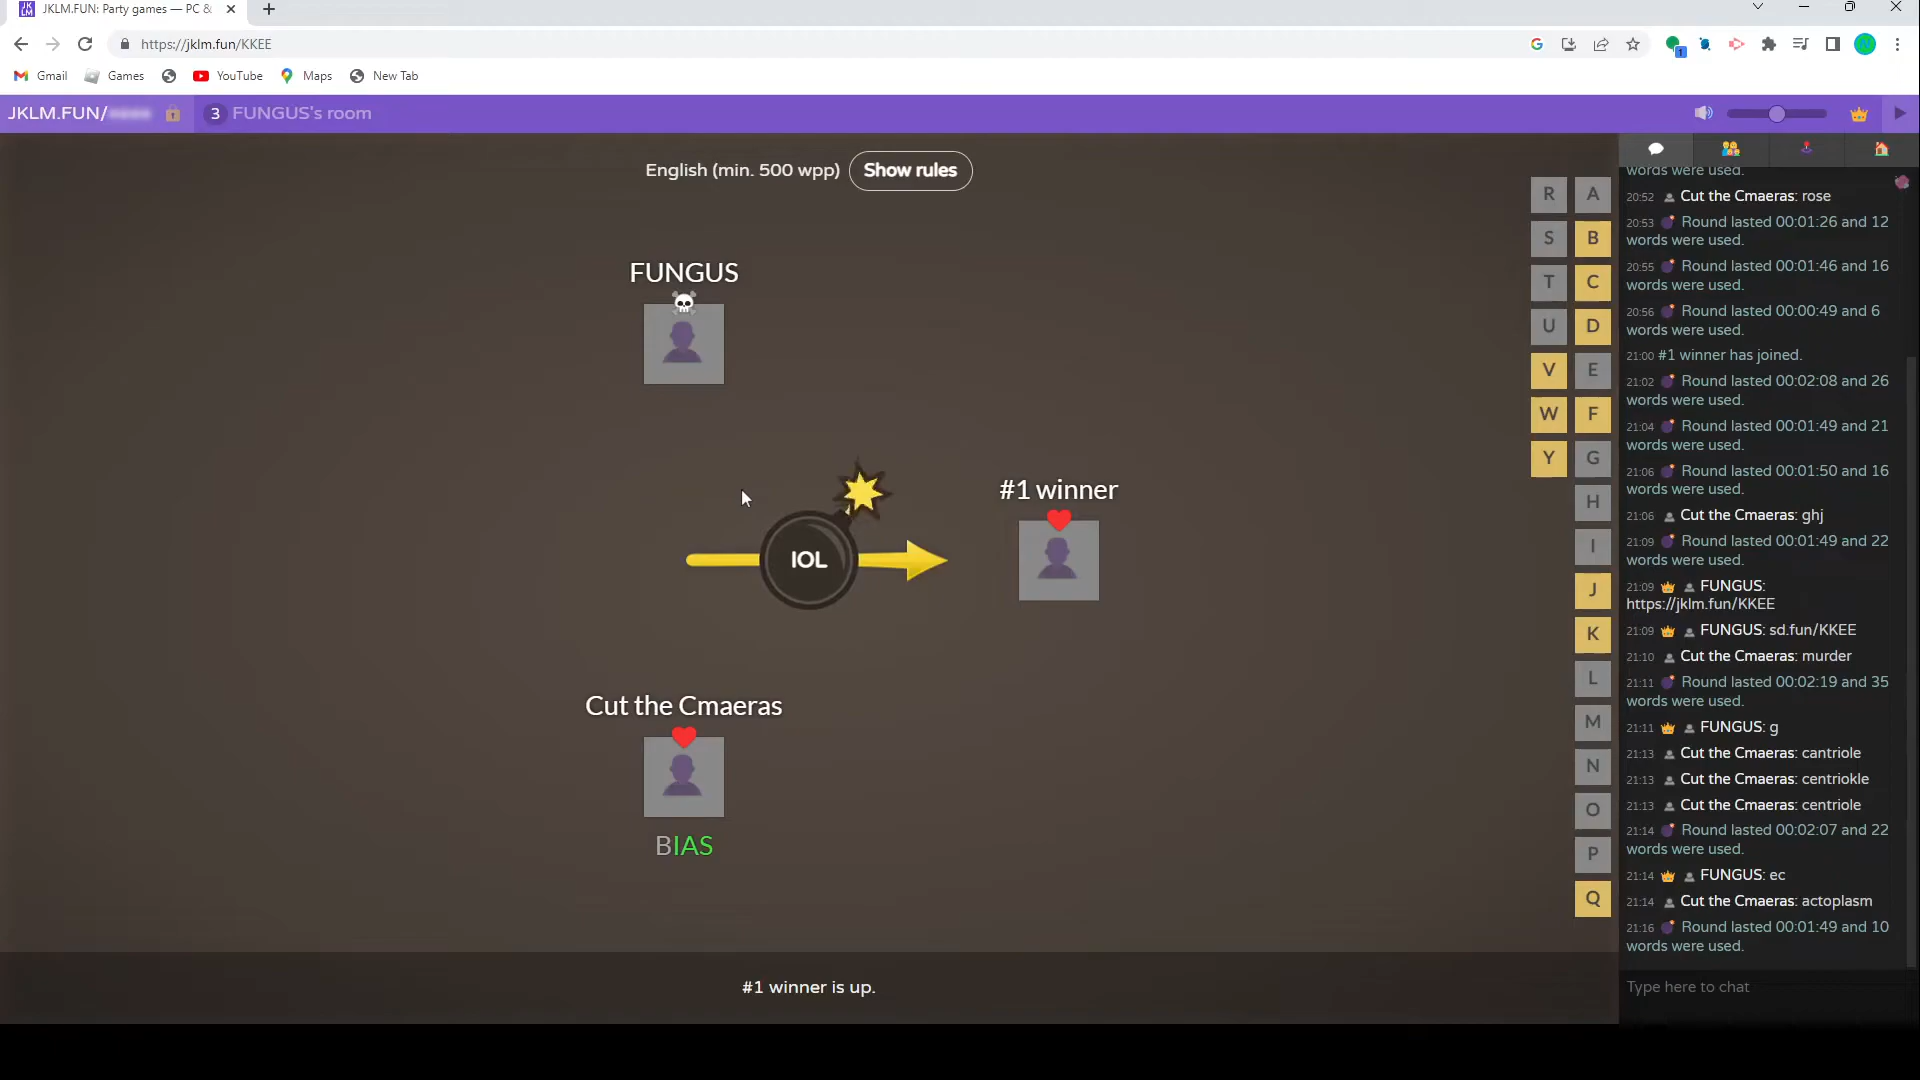 JKLM.FUN: Party games — PC &
https://jklm.fun/KKEE
1
Gmail
Games
YouTube
Maps
New Tab
JKLM.FUN/
3 FUNGUS's room
English (min. 500 wpp) Show rules
FUNGUS
#1 winner
IOL
Cut the Cmaeras
BIAS
#1 winner is up.
R A
S B
T C
U D
V E
W F
Y G
H
I
J
K
L
M
N
O
P
Q
words were used.
20:52 Cut the Cmaeras: rose
20:53 Round lasted 00:01:26 and 12
words were used.
20:55 Round lasted 00:01:46 and 16
words were used.
20:56 Round lasted 00:00:49 and 6
words were used.
21:00 #1 winner has joined.
21:02 Round lasted 00:02:08 and 26
words were used.
21:04 Round lasted 00:01:49 and 21
words were used.
21:06 Round lasted 00:01:50 and 16
words were used.
21:06 Cut the Cmaeras: ghj
21:09 Round lasted 00:01:49 and 22
words were used.
21:09 FUNGUS:
https://jklm.fun/KKEE
21:09 FUNGUS: sd.fun/KKEE
21:10 Cut the Cmaeras: murder
21:11 Round lasted 00:02:19 and 35
words were used.
21:11 FUNGUS: g
21:13 Cut the Cmaeras: cantriole
21:13 Cut the Cmaeras: centriokle
21:13 Cut the Cmaeras: centriole
21:14 Round lasted 00:02:07 and 22
words were used.
21:14 FUNGUS: ec
21:14 Cut the Cmaeras: actoplasm
21:16 Round lasted 00:01:49 and 10
words were used.
Type here to chat